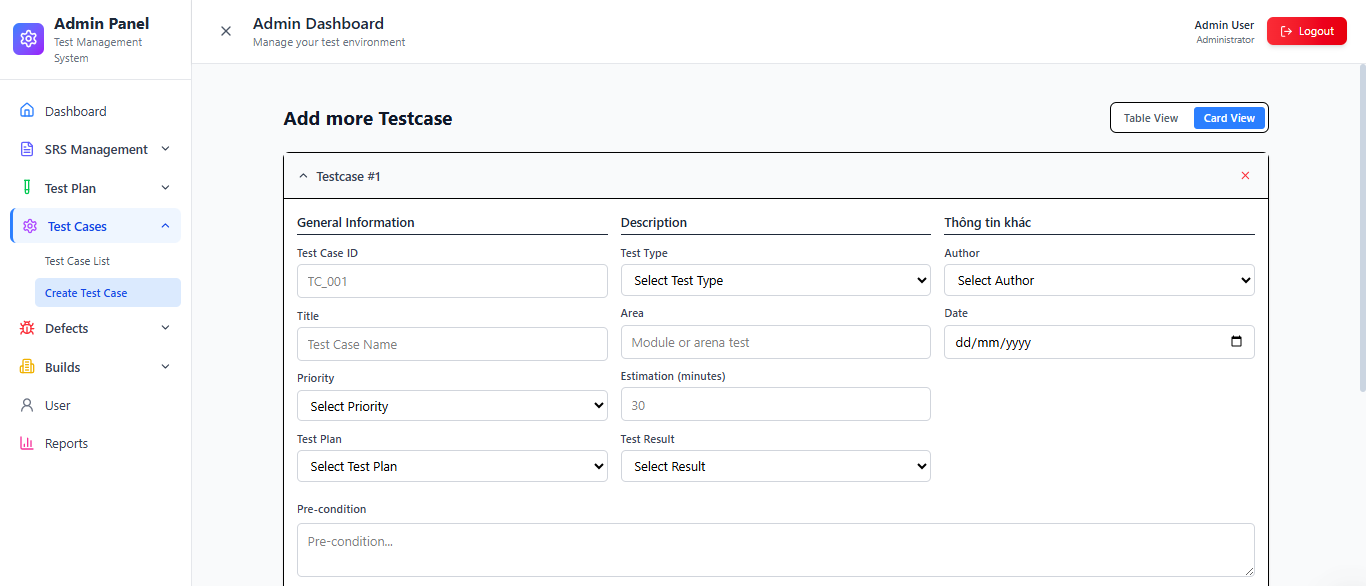 Admin Panel
Test Management
System
Dashboard
SRS Management
Test Plan
Test Cases
Test Case List
Create Test Case
Defects
Builds
User
Reports
Admin Dashboard
Manage your test environment
Admin User
Administrator
Logout
Add more Testcase
Table View
Card View
Testcase #1
General Information
Test Case ID
TC_001
Title
Test Case Name
Priority
Select Priority
Test Plan
Select Test Plan
Description
Test Type
Select Test Type
Area
Module or arena test
Estimation (minutes)
30
Test Result
Select Result
Thông tin khác
Author
Select Author
Date
dd/mm/yyyy
Pre-condition
Pre-condition...